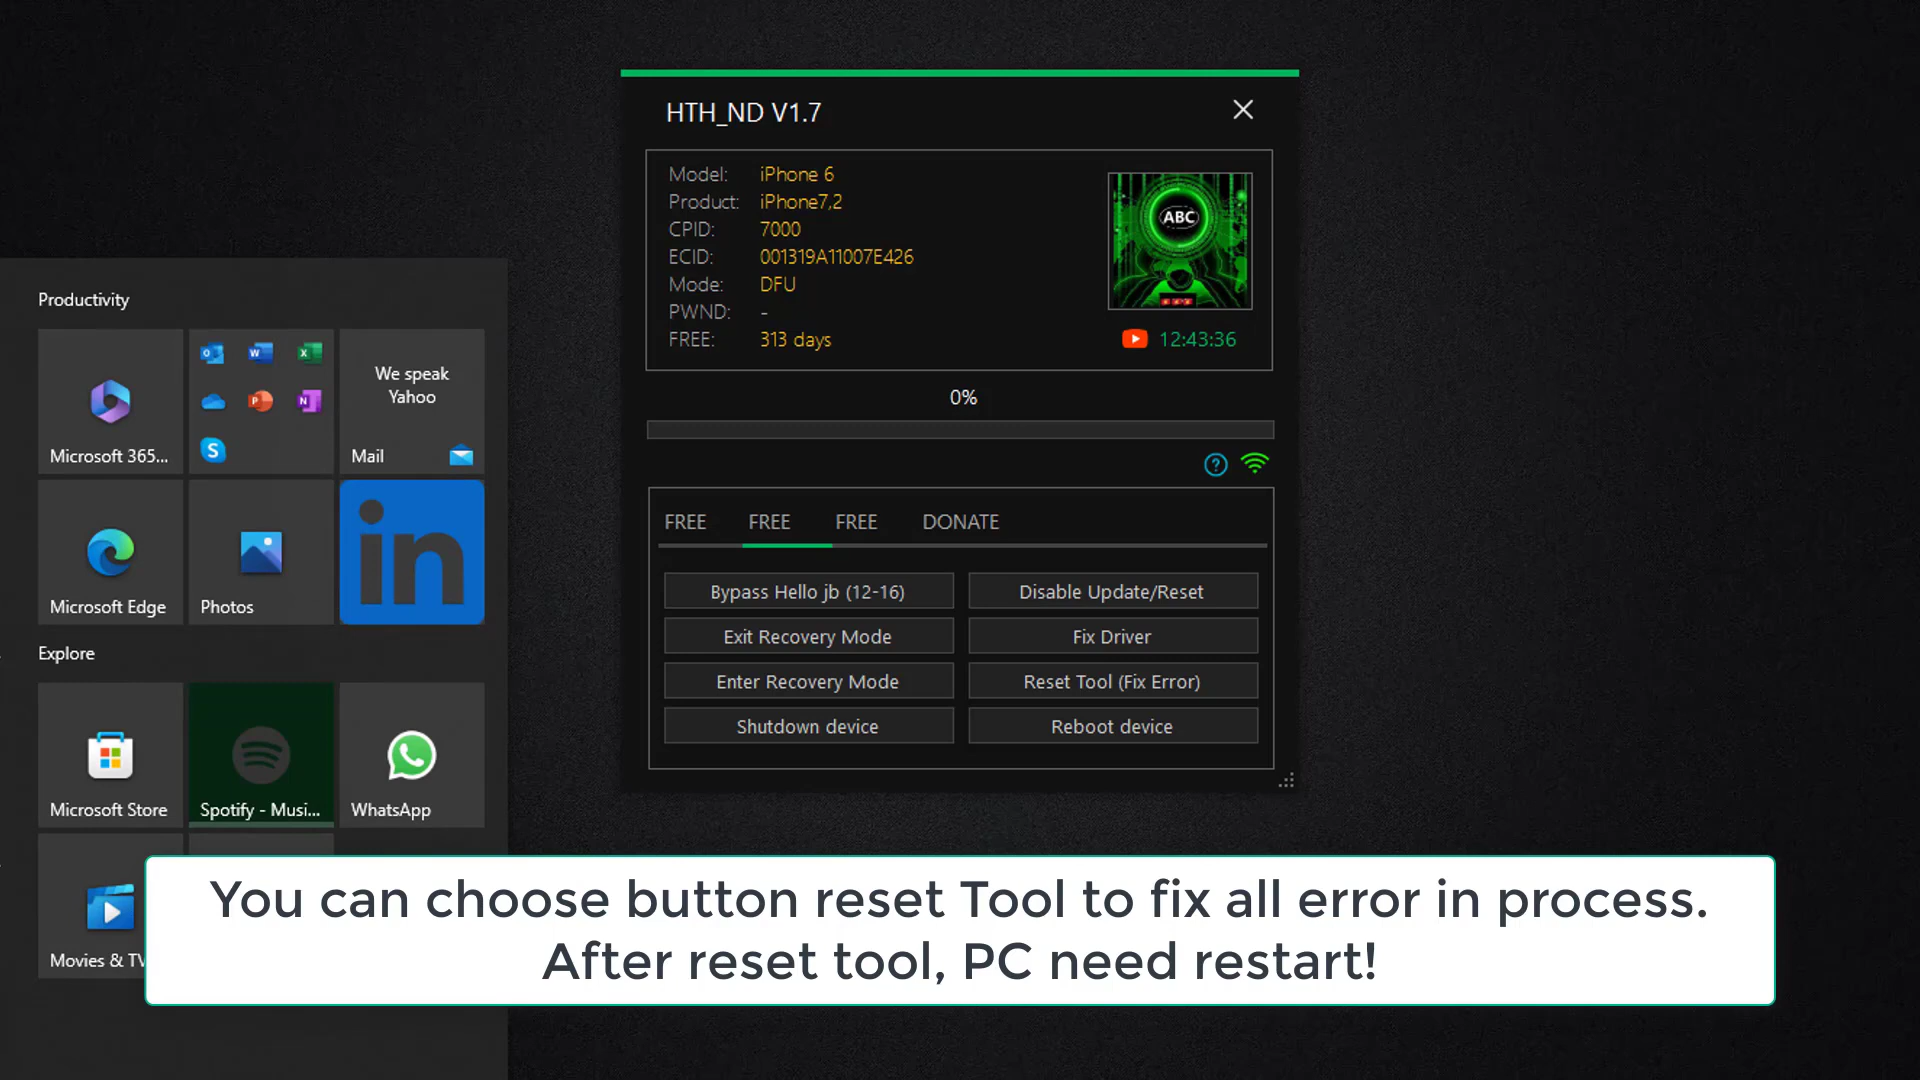 HTH_ND V1.7
Model: iPhone 6
Product: iPhone7,2
CPID: 7000
ECID: 001319A11007E426
Mode: DFU
PWND: -
FREE: 313 days
ABC
12:43:36
0%
FREE FREE FREE DONATE
Bypass Hello jb (12-16) Disable Update/Reset
Exit Recovery Mode Fix Driver
Enter Recovery Mode Reset Tool (Fix Error)
Shutdown device Reboot device
Productivity
We speak
Yahoo
Microsoft 365... Mail
in
Microsoft Edge Photos
Explore
Microsoft Store Spotify - Musi... WhatsApp
Movies & TV
You can choose button reset Tool to fix all error in process.
After reset tool, PC need restart!